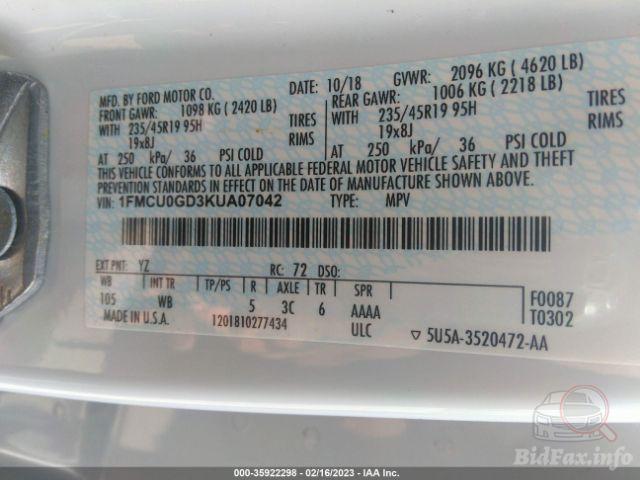 MFD. BY FORD MOTOR CO. DATE: 10/18 GVWR: 2096 KG ( 4620 LB)
FRONT GAWR: 1098 KG ( 2420 LB) REAR GAWR: 1006 KG ( 2218 LB)
WITH 235/45R19 95H TIRES WITH 235/45R19 95H TIRES
19x8J RIMS 19x8J RIMS
AT 250 kPa/ 36 PSI COLD AT 250 kPa/ 36 PSI COLD
THIS VEHICLE CONFORMS TO ALL APPLICABLE FEDERAL MOTOR VEHICLE SAFETY AND THEFT
PREVENTION STANDARDS IN EFFECT ON THE DATE OF MANUFACTURE SHOWN ABOVE.
VIN: 1FMCU0GD3KUA07042 TYPE: MPV
EXT PNT: YZ RC: 72 DSO:
WB INT TR TP/PS R AXLE TR SPR
105 WB 5 3C 6 AAAA F0087
MADE IN U.S.A. 1201810277434 ULC T0302
▽ 5U5A-3520472-AA
BidFax.info
000-35922298 - 02/16/2023 - IAA Inc.